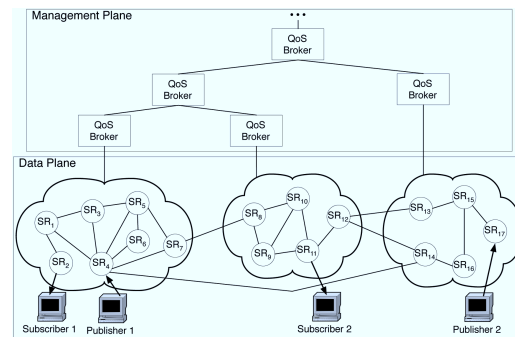 Management Plane
...
QoS
Broker
QoS
Broker
QoS
Broker
QoS
Broker
QoS
Broker
Data Plane
SR1
SR2
SR3
SR4
SR5
SR6
SR7
SR8
SR9
SR10
SR11
SR12
SR13
SR14
SR15
SR16
SR17
Subscriber 1
Publisher 1
Subscriber 2
Publisher 2